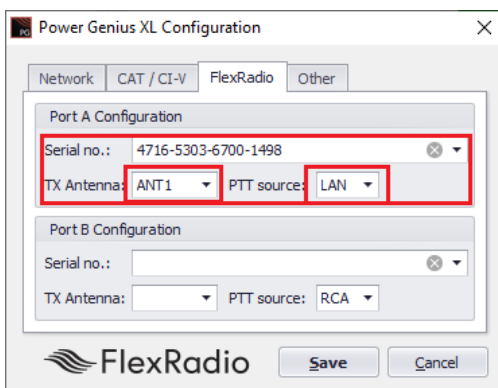 PG Power Genius XL Configuration
Network CAT / CI-V FlexRadio Other
Port A Configuration
Serial no.: 4716-5303-6700-1498
TX Antenna: ANT1 PTT source: LAN
Port B Configuration
Serial no.:
TX Antenna: PTT source: RCA
FlexRadio Save Cancel